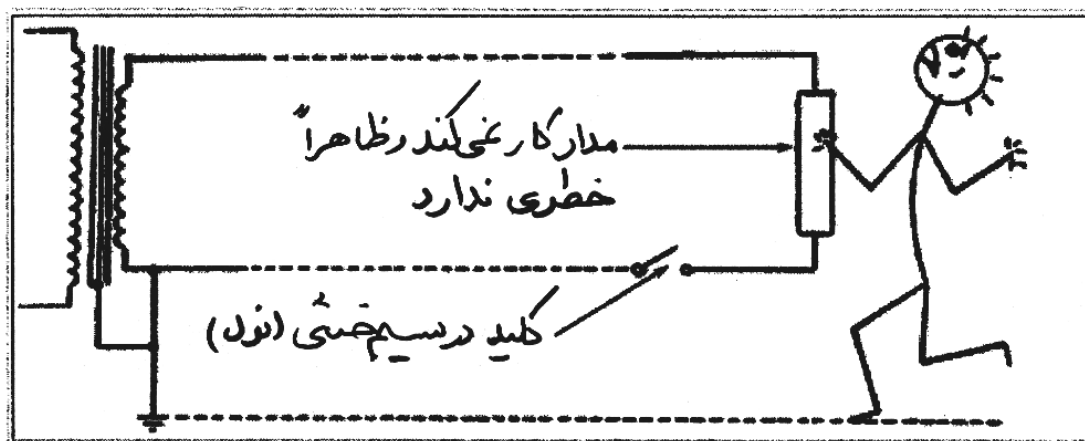 مدار کار نمی‌کند و ظاهراً
خطری ندارد
کلید در سیم خنثی (نول)